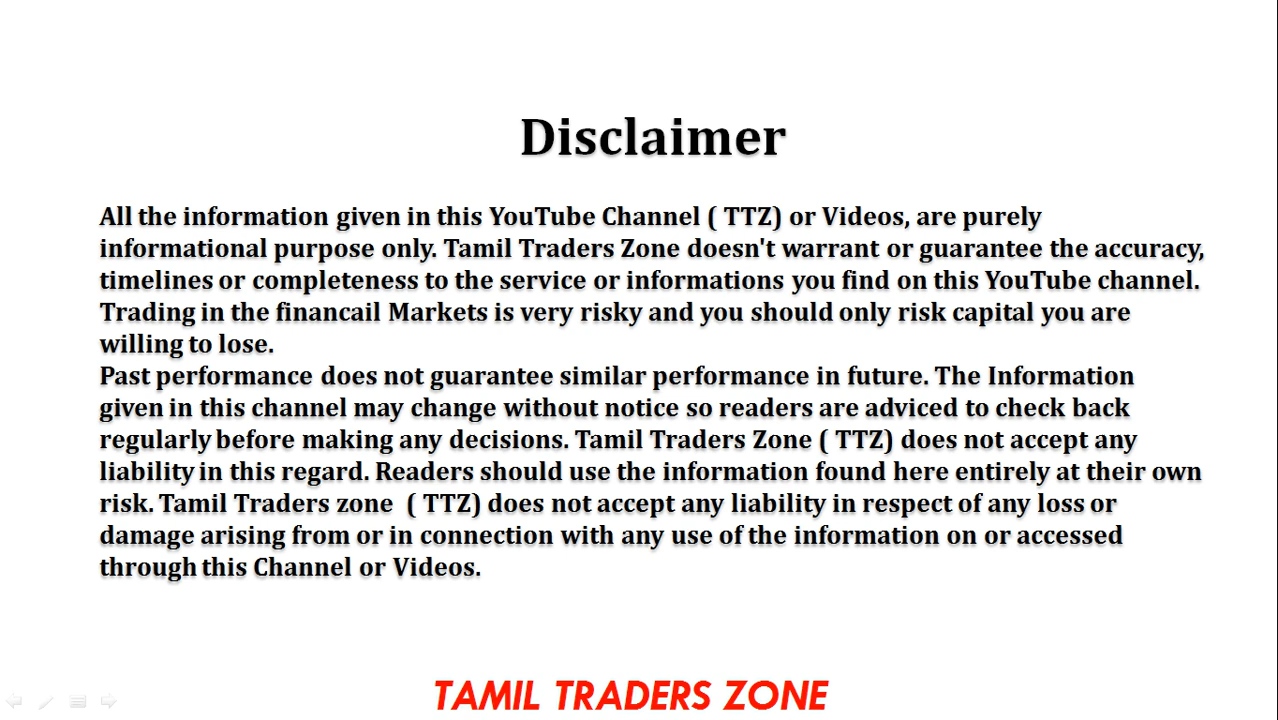 Disclaimer
All the information given in this YouTube Channel ( TTZ) or Videos, are purely
informational purpose only. Tamil Traders Zone doesn't warrant or guarantee the accuracy,
timelines or completeness to the service or informations you find on this YouTube channel.
Trading in the financail Markets is very risky and you should only risk capital you are
willing to lose.
Past performance does not guarantee similar performance in future. The Information
given in this channel may change without notice so readers are adviced to check back
regularly before making any decisions. Tamil Traders Zone ( TTZ) does not accept any
liability in this regard. Readers should use the information found here entirely at their own
risk. Tamil Traders zone  ( TTZ) does not accept any liability in respect of any loss or
damage arising from or in connection with any use of the information on or accessed
through this Channel or Videos.
TAMIL TRADERS ZONE